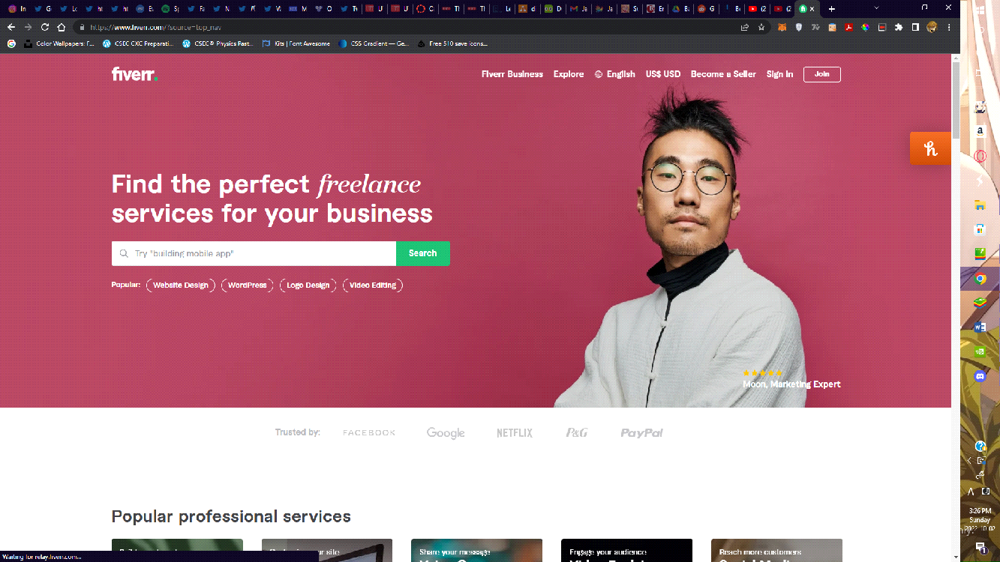 https://www.fiverr.com/?source=top_nav
Color Wallpapers: F...
CSEC CXC Preparati...
CSEC® Physics Past...
Kits | Font Awesome
CSS Gradient — Ge...
Free 510 save icons...
fiverr.
Fiverr Business
Explore
English
US$ USD
Become a Seller
Sign In
Join
Find the perfect freelance
services for your business
Try "building mobile app"
Search
Popular:
Website Design
WordPress
Logo Design
Video Editing
Moon, Marketing Expert
Trusted by:
FACEBOOK
Google
NETFLIX
P&G
PayPal
Popular professional services
Share your message
Engage your audience
Reach more customers
Waiting for relay.fiverr.com...
3:26 PM
Sunday
2022-10-02